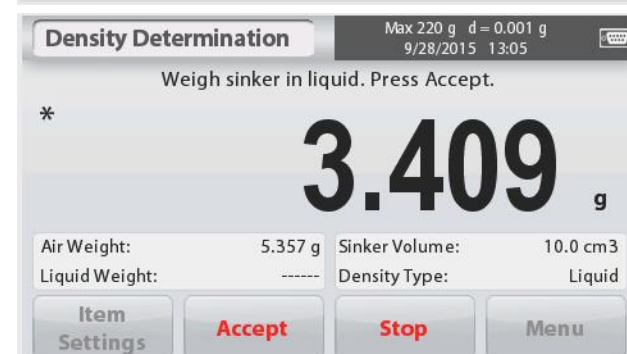 Density Determination
Max 220 g d = 0.001 g
9/28/2015 13:05
Weigh sinker in liquid. Press Accept.
*
3.409 g
Air Weight: 5.357 g
Liquid Weight: ------
Sinker Volume: 10.0 cm3
Density Type: Liquid
Item
Settings
Accept
Stop
Menu